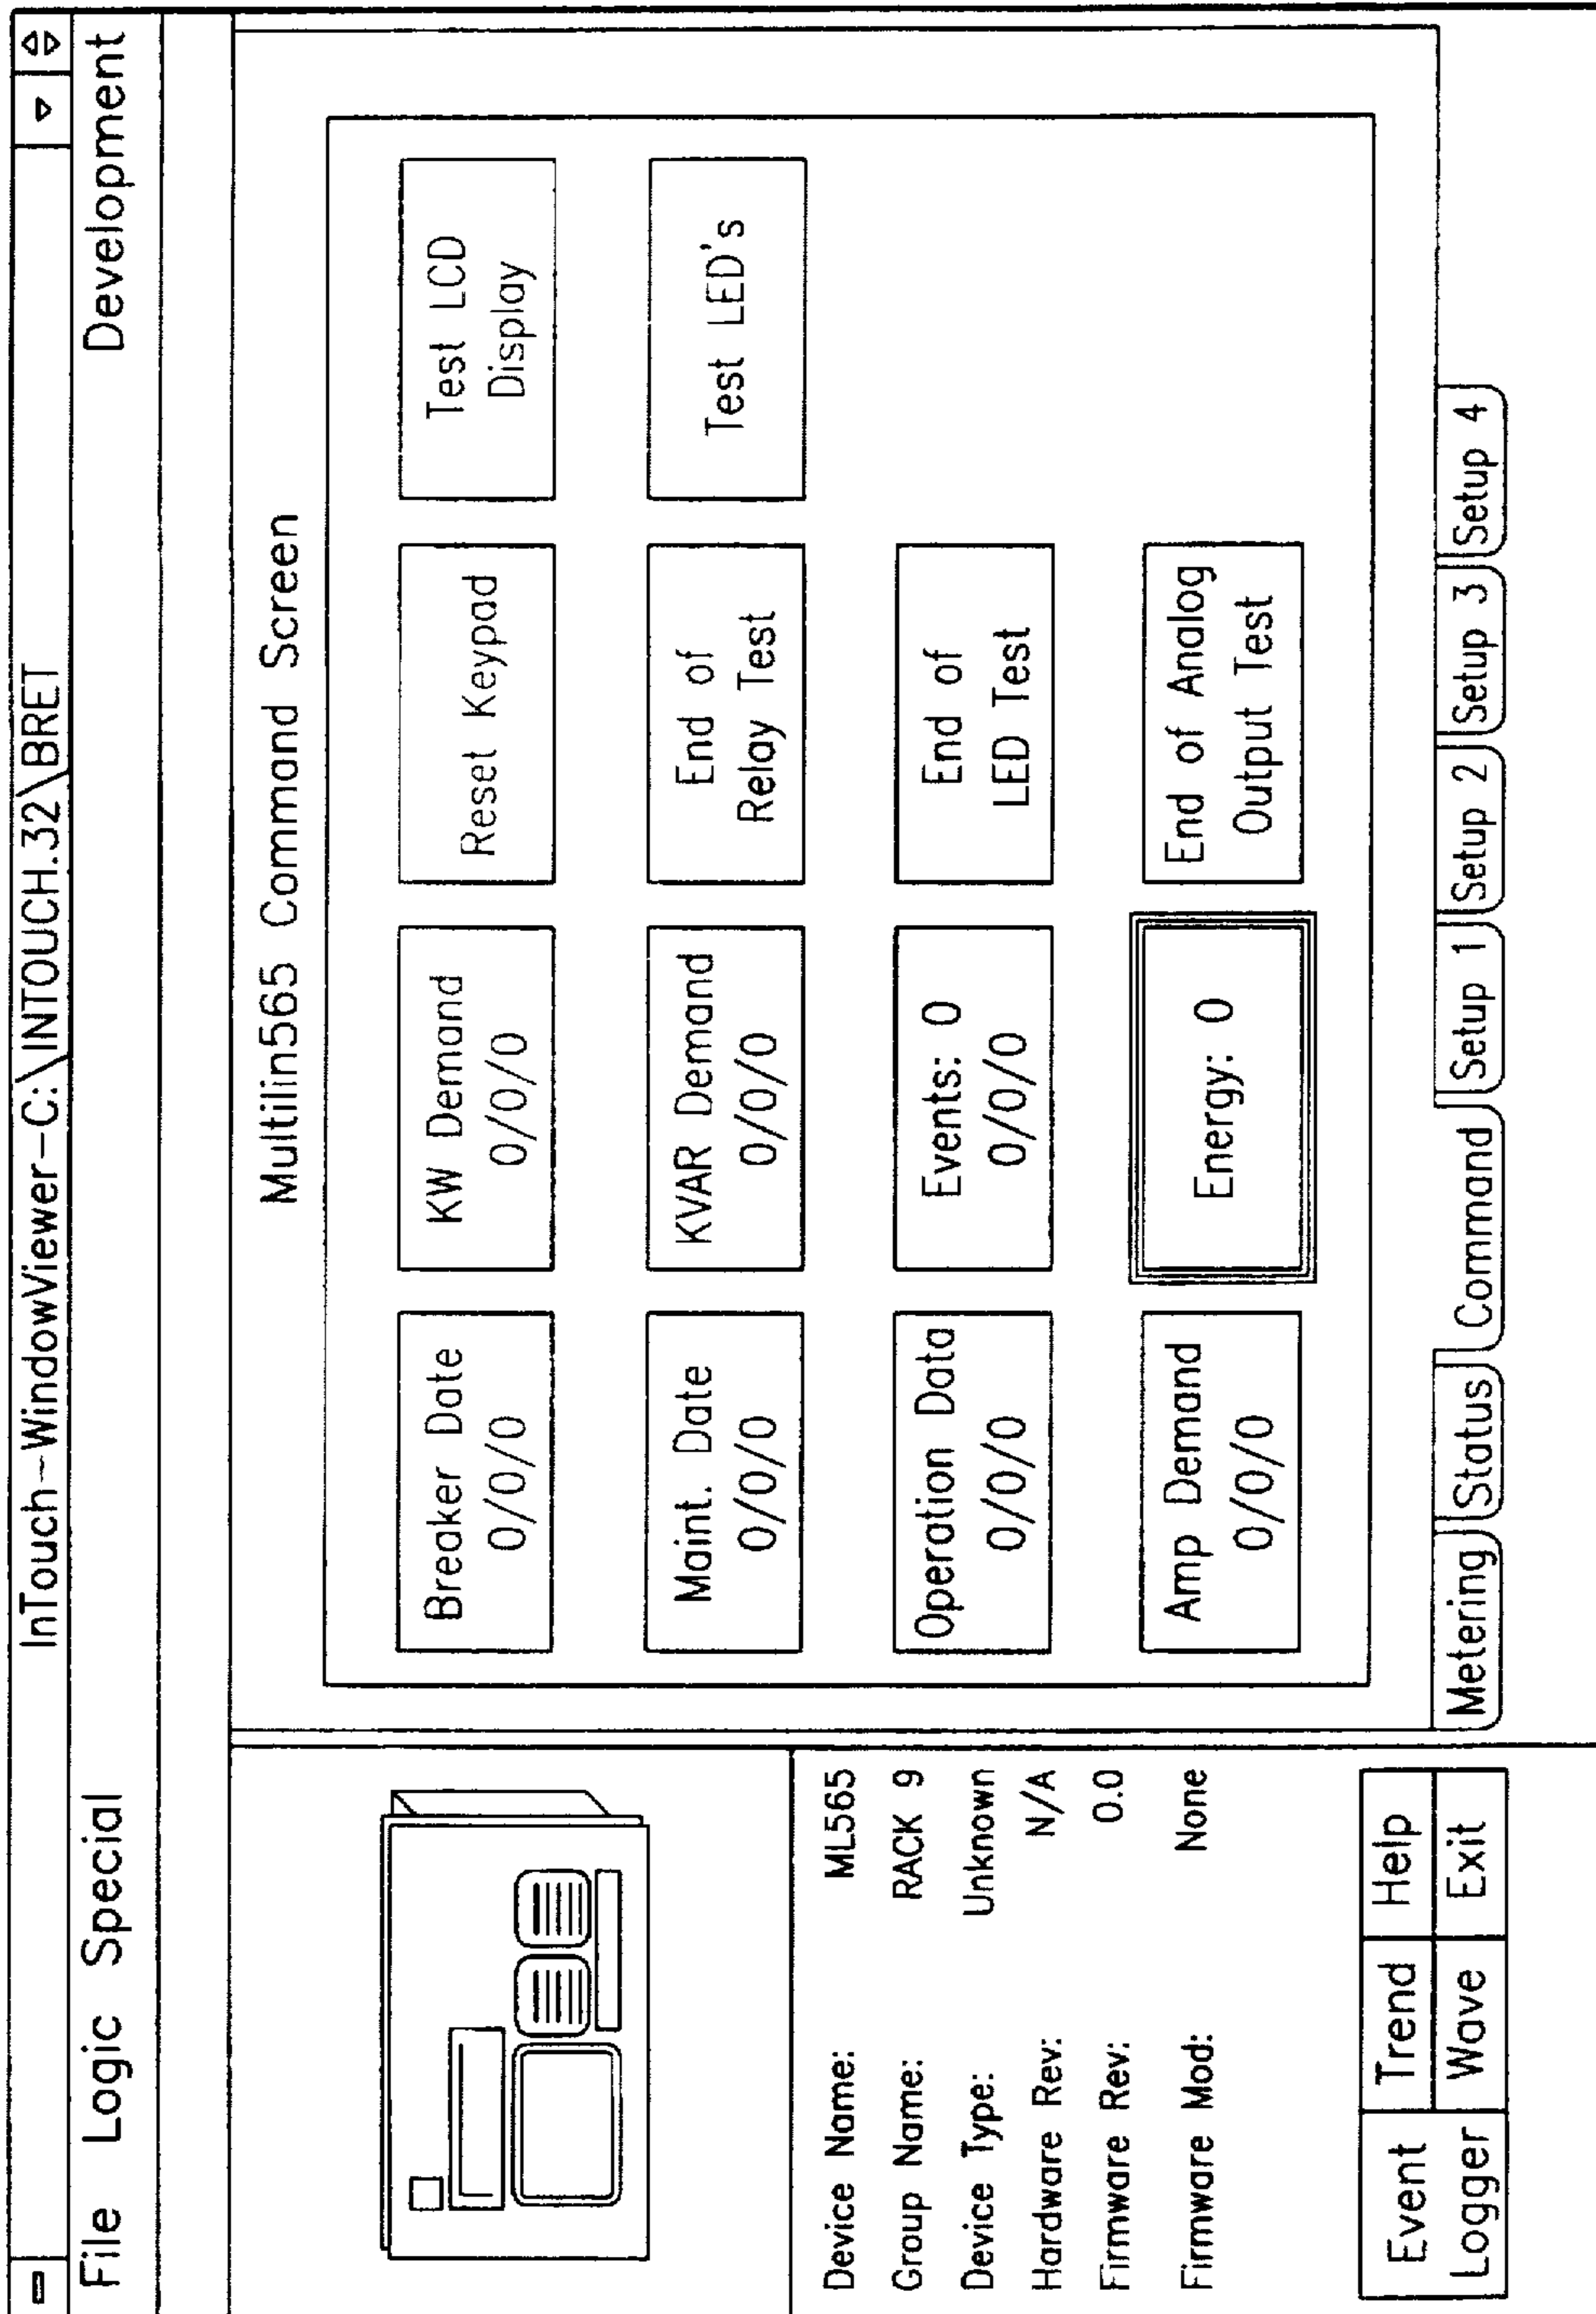 InTouch-WindowViewer-C:\INTOUCH.32\BRET
File Logic Special Development
Multilin565 Command Screen
Breaker Date
0/0/0
KW Demand
0/0/0
Reset Keypad
Test LCD
Display
Maint. Date
0/0/0
KVAR Demand
0/0/0
End of
Relay Test
Test LED's
Operation Data
0/0/0
Events: 0
0/0/0
End of
LED Test
Amp Demand
0/0/0
Energy: 0
End of Analog
Output Test
Metering Status Command Setup 1 Setup 2 Setup 3 Setup 4
Device Name: ML565
Group Name: RACK 9
Device Type: Unknown
Hardware Rev: N/A
Firmware Rev: 0.0
Firmware Mod: None
Event
Logger
Trend
Help
Wave
Exit